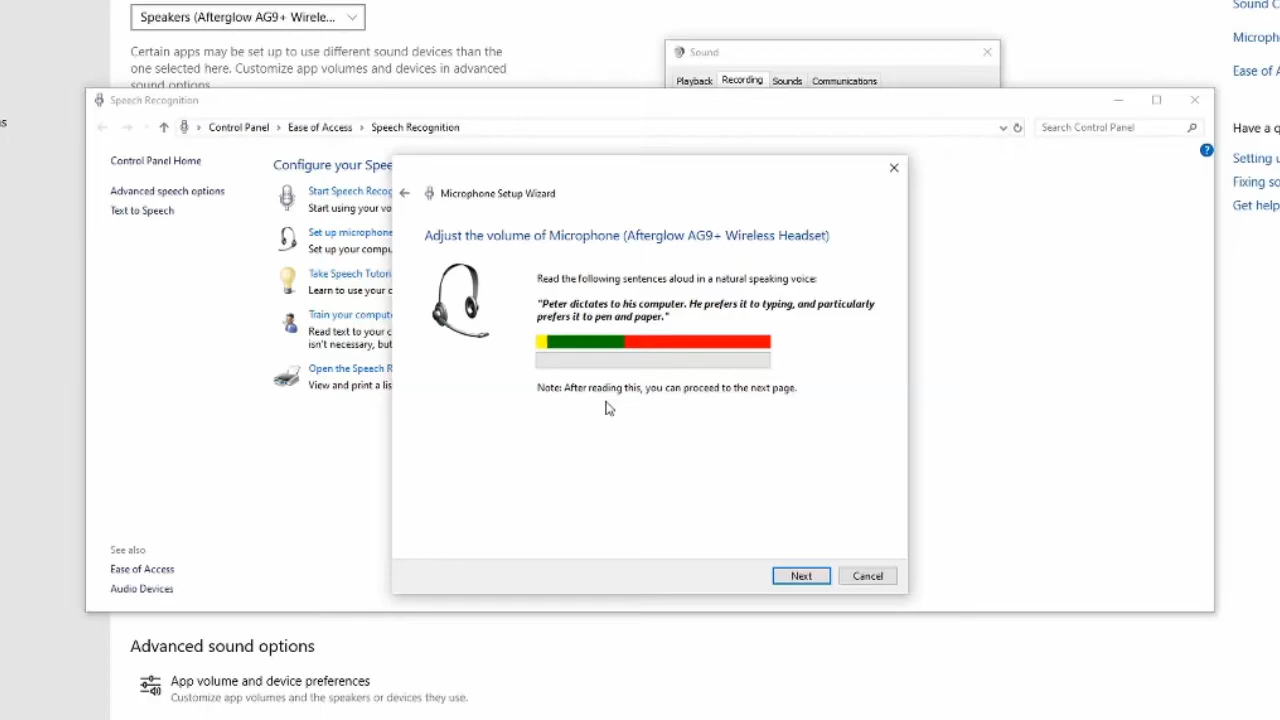 Speakers (Afterglow AG9+ Wirele...
Certain apps may be set up to use different sound devices than the
one selected here. Customize app volumes and devices in advanced
sound options.
Sound
Playback
Recording
Sounds
Communications
Sound C
Microph
Ease of A
s
Speech Recognition
Control Panel
Ease of Access
Speech Recognition
Search Control Panel
Have a q
Setting u
Fixing so
Get help
Control Panel Home
Advanced speech options
Text to Speech
Configure your Spee
Start Speech Recog
Start using your vo
Set up microphone
Set up your compu
Take Speech Tutori
Learn to use your c
Train your compute
Read text to your c
isn't necessary, but
Open the Speech R
View and print a lis
Microphone Setup Wizard
Adjust the volume of Microphone (Afterglow AG9+ Wireless Headset)
Read the following sentences aloud in a natural speaking voice:
"Peter dictates to his computer. He prefers it to typing, and particularly
prefers it to pen and paper."
Note: After reading this, you can proceed to the next page.
Next
Cancel
See also
Ease of Access
Audio Devices
Advanced sound options
App volume and device preferences
Customize app volumes and the speakers or devices they use.